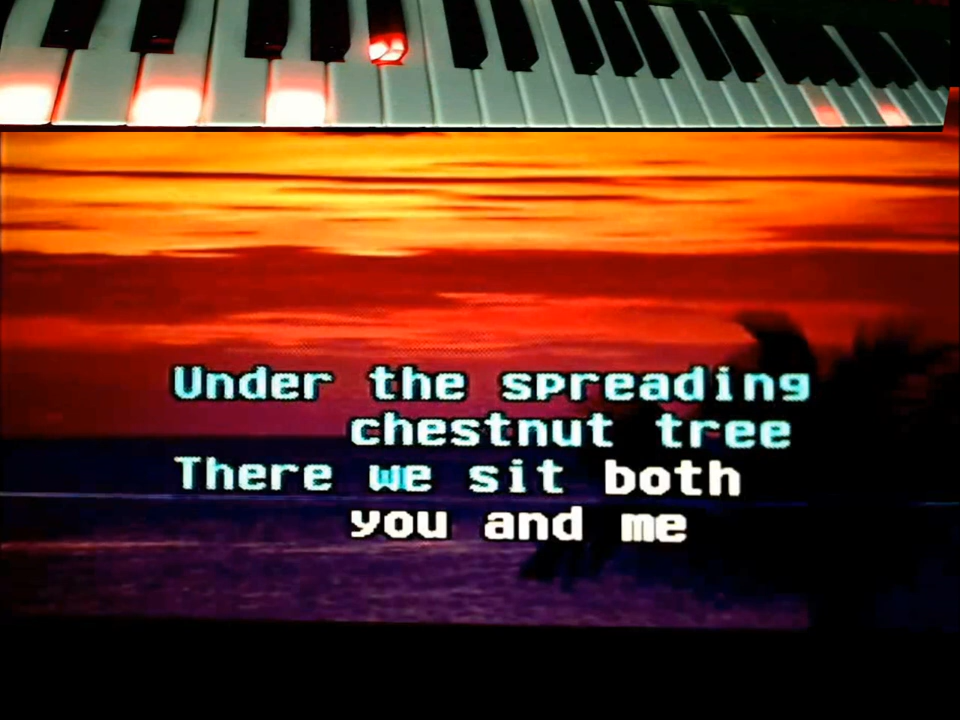 Under the spreading
chestnut tree
There we sit both
you and me